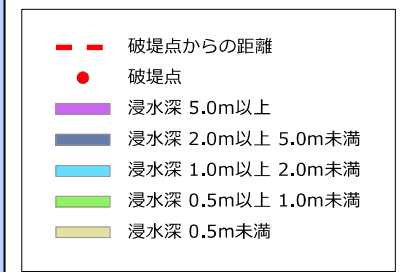 破堤点からの距離
破堤点
浸水深 5.0m以上
浸水深 2.0m以上 5.0m未満
浸水深 1.0m以上 2.0m未満
浸水深 0.5m以上 1.0m未満
浸水深 0.5m未満